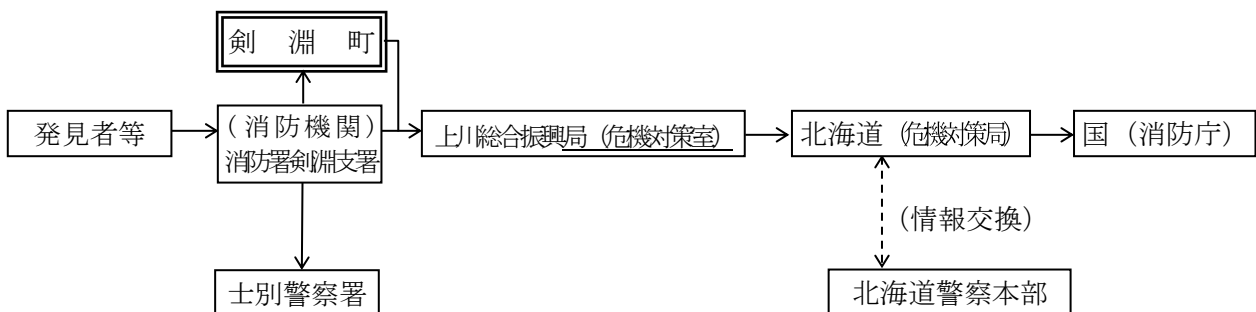 剣淵町
発見者等
(消防機関)
消防署剣淵支署
上川総合振興局(危機対策室)
北海道(危機対策局)
国(消防庁)
(情報交換)
士別警察署
北海道警察本部